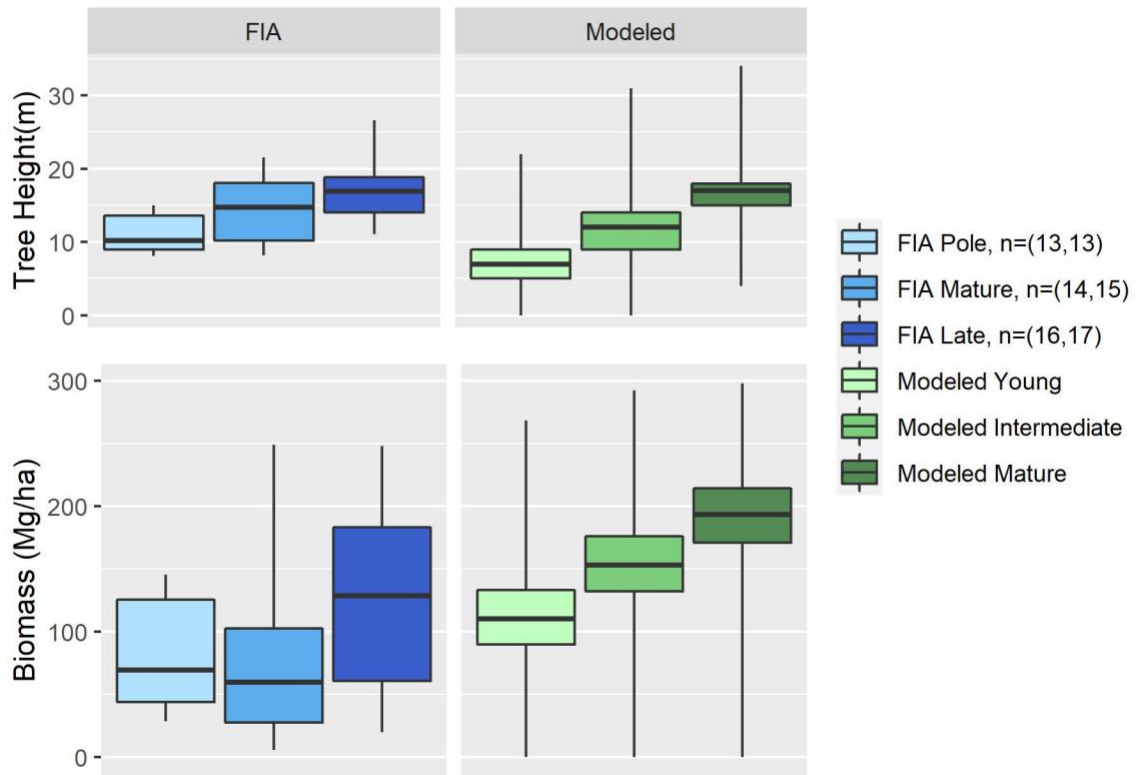 FIA
Modeled
Tree Height(m)
30
20
10
0
Biomass (Mg/ha)
300
200
100
0
FIA Pole, n=(13,13)
FIA Mature, n=(14,15)
FIA Late, n=(16,17)
Modeled Young
Modeled Intermediate
Modeled Mature